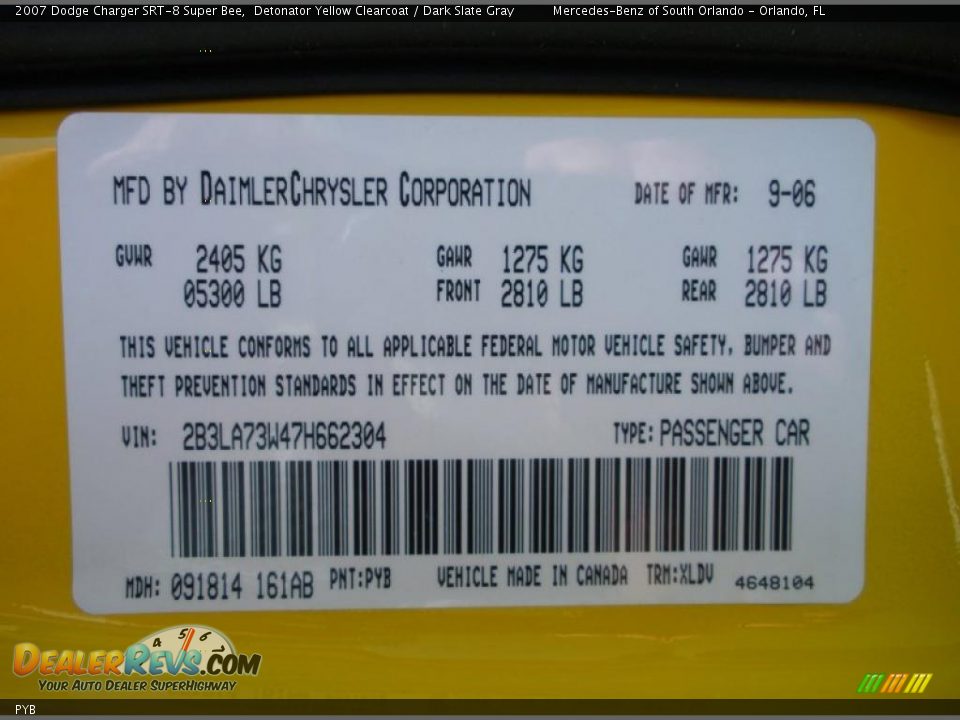 2007 Dodge Charger SRT-8 Super Bee, Detonator Yellow Clearcoat / Dark Slate Gray Mercedes-Benz of South Orlando - Orlando, FL
MFD BY DAIMLERCHRYSLER CORPORATION DATE OF MFR: 9-06
GVWR 2405 KG GAWR 1275 KG GAWR 1275 KG
05300 LB FRONT 2810 LB REAR 2810 LB
THIS VEHICLE CONFORMS TO ALL APPLICABLE FEDERAL MOTOR VEHICLE SAFETY, BUMPER AND
THEFT PREVENTION STANDARDS IN EFFECT ON THE DATE OF MANUFACTURE SHOWN ABOVE.
VIN: 2B3LA73W47H662304 TYPE: PASSENGER CAR
MDH: 091814 161AB PNT:PYB VEHICLE MADE IN CANADA TRM:XLDV 4648104
4 5 6
DEALERREVS.COM
YOUR AUTO DEALER SUPERHIGHWAY
PYB